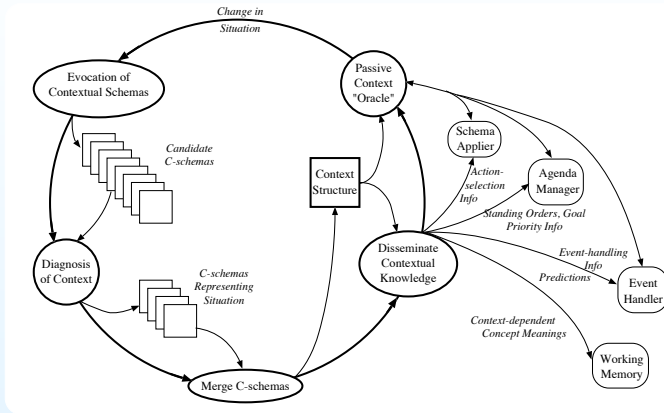 Change in
Situation
Evocation of
Contextual Schemas
Passive
Context
"Oracle"
Candidate
C-schemas
Schema
Applier
Context
Structure
Action-
selection
Info
Agenda
Manager
Standing Orders, Goal
Priority Info
Diagnosis
of Context
C-schemas
Representing
Situation
Disseminate
Contextual
Knowledge
Event-handling
Info
Predictions
Event
Handler
Context-dependent
Concept Meanings
Merge C-schemas
Working
Memory